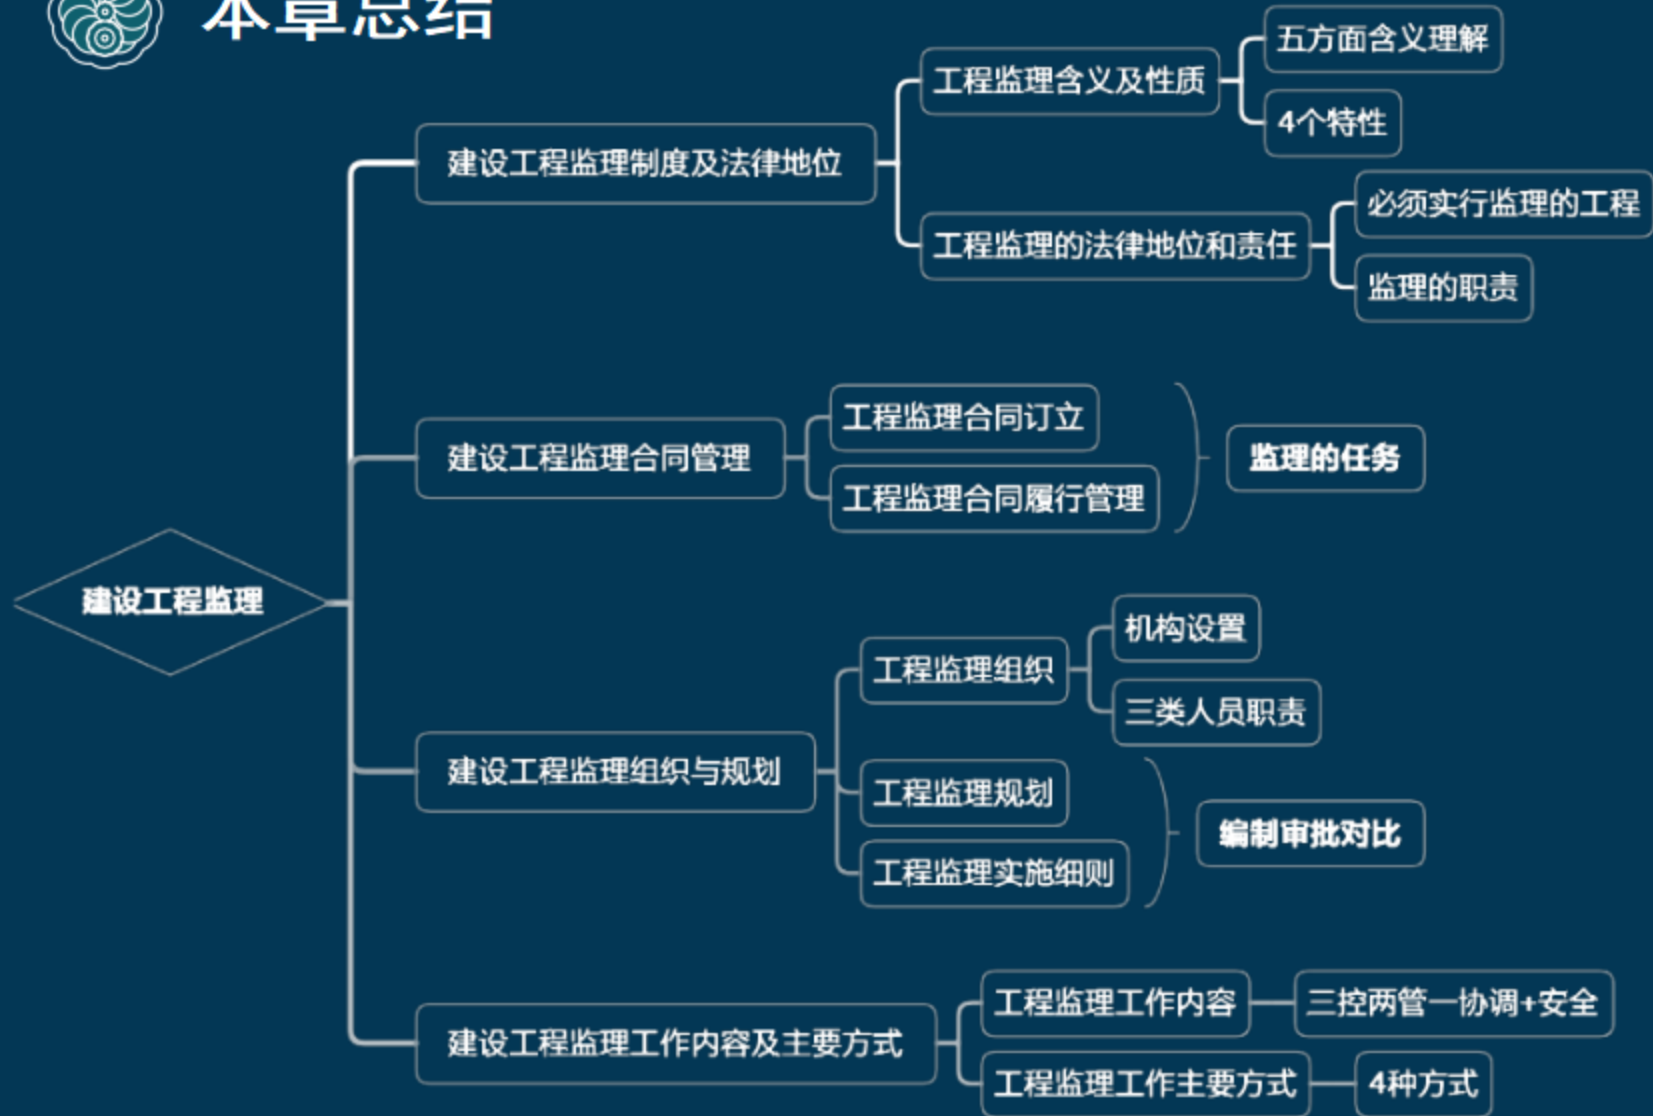 本章总结
建设工程监理
建设工程监理制度及法律地位
工程监理含义及性质
五方面含义理解
4个特性
工程监理的法律地位和责任
必须实行监理的工程
监理的职责
建设工程监理合同管理
工程监理合同订立
工程监理合同履行管理
监理的任务
建设工程监理组织与规划
工程监理组织
机构设置
三类人员职责
工程监理规划
工程监理实施细则
编制审批对比
建设工程监理工作内容及主要方式
工程监理工作内容
三控两管一协调+安全
工程监理工作主要方式
4种方式